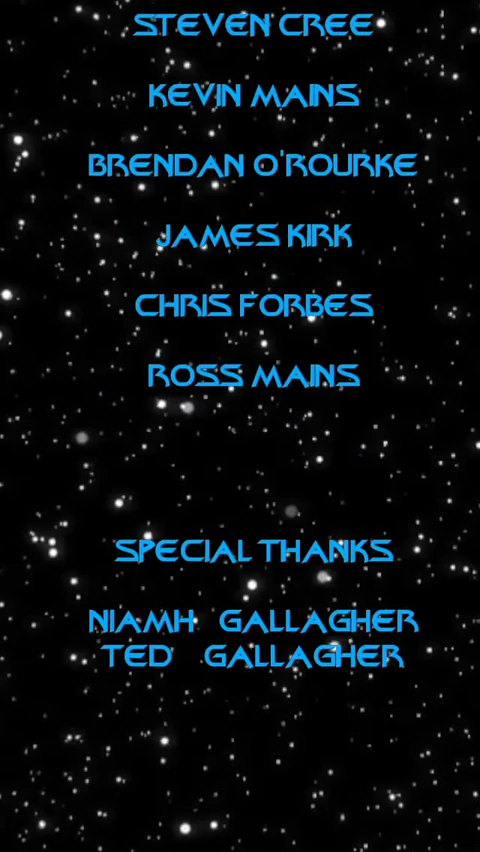 STEVEN CREE
KEVIN MAINS
BRENDAN O'ROURKE
JAMES KIRK
CHRIS FORBES
ROSS MAINS
SPECIAL THANKS
NIAMH GALLAGHER
TED GALLAGHER